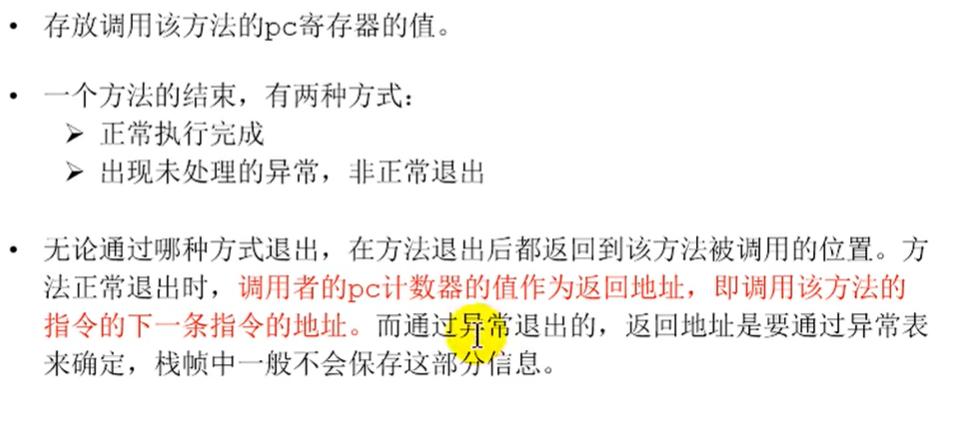 • 存放调用该方法的pc寄存器的值。
• 一个方法的结束，有两种方式：
➢ 正常执行完成
➢ 出现未处理的异常，非正常退出
• 无论通过哪种方式退出，在方法退出后都返回到该方法被调用的位置。方
法正常退出时，调用者的pc计数器的值作为返回地址，即调用该方法的
指令的下一条指令的地址。而通过异常退出的，返回地址是要通过异常表
来确定，栈帧中一般不会保存这部分信息。